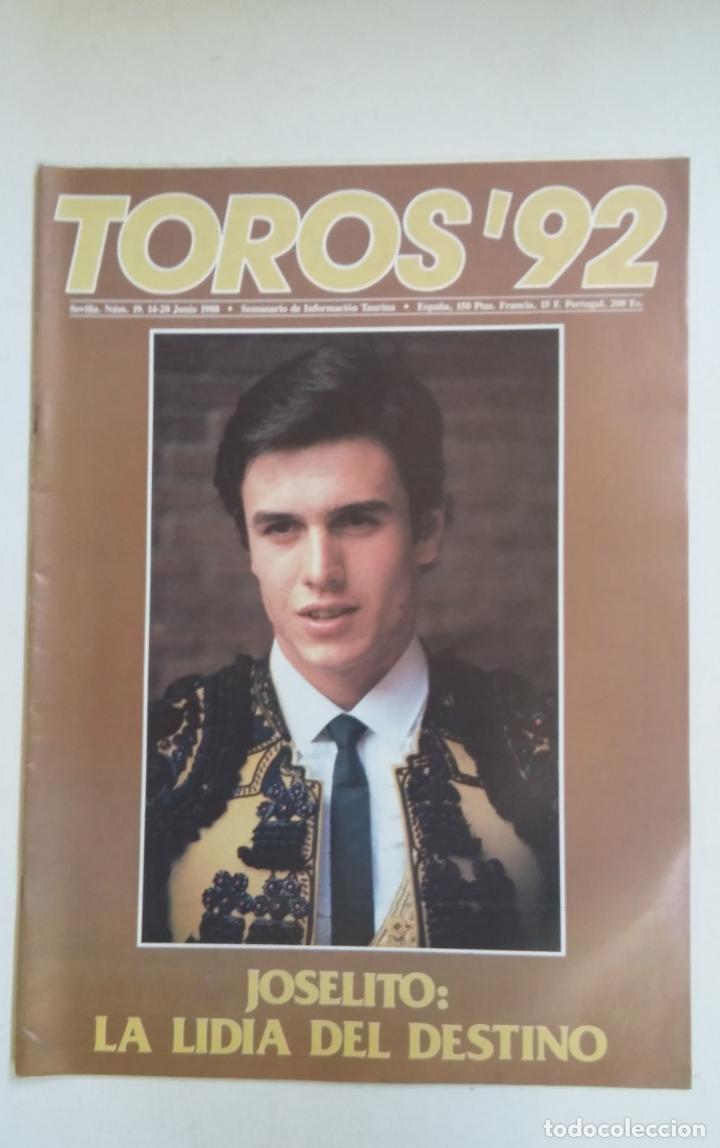 TOROS '92
Sevilla. Núm. 19. 14-20 Junio 1988 • Semanario de Información Taurina • España, 150 Ptas. Francia, 15 F. Portugal, 200 Es.
JOSELITO:
LA LIDIA DEL DESTINO
todocoleccion